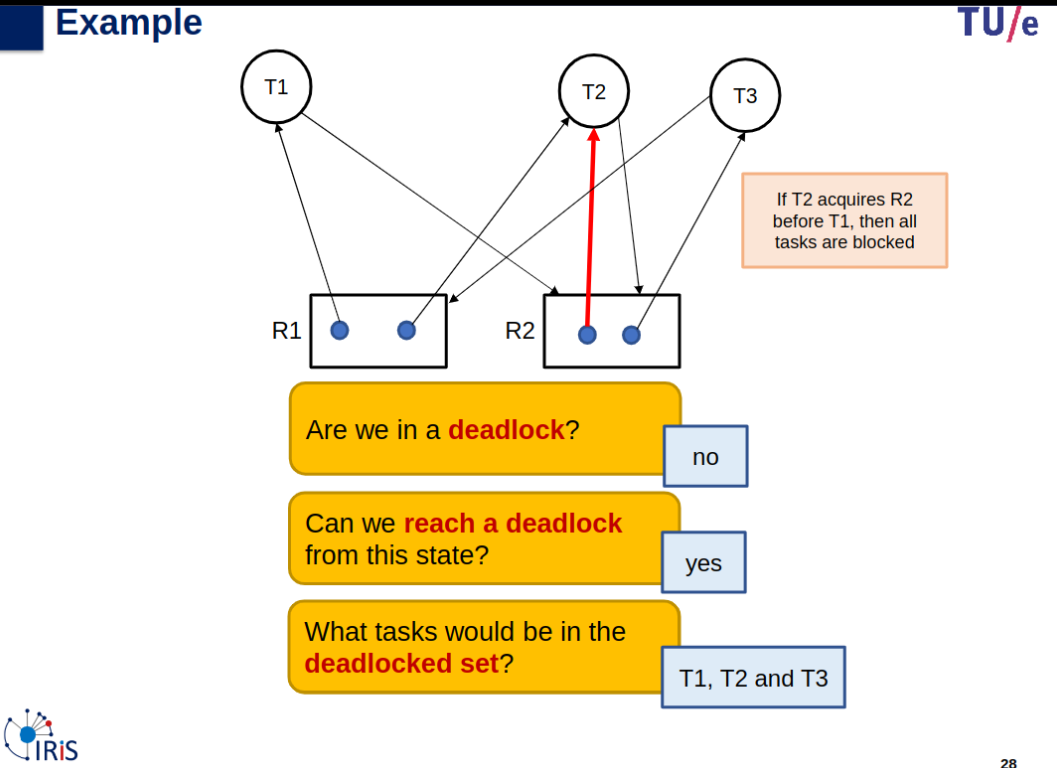 Example
TU/e
T1
T2
T3
If T2 acquires R2
before T1, then all
tasks are blocked
R1
R2
Are we in a deadlock?
no
Can we reach a deadlock
from this state?
yes
What tasks would be in the
deadlocked set?
T1, T2 and T3
IRiS
28